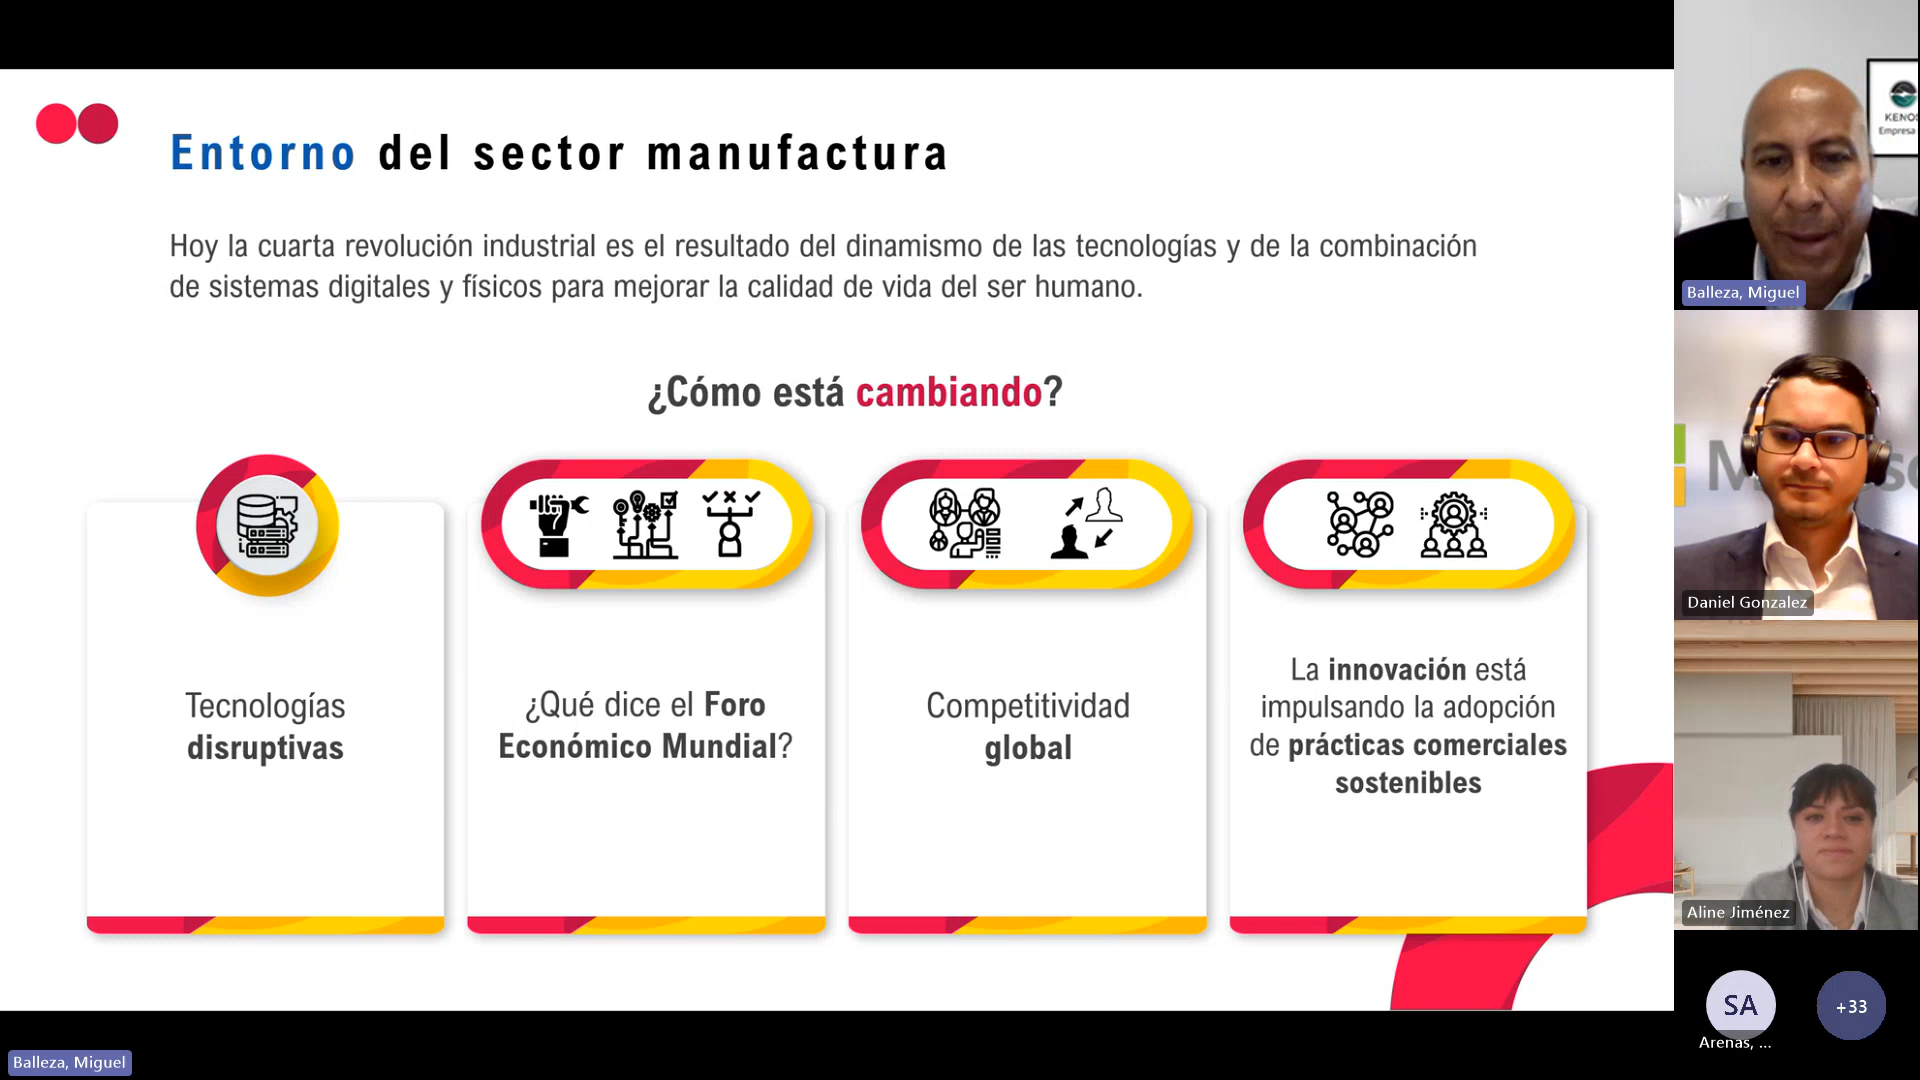 Entorno del sector manufactura
Hoy la cuarta revolución industrial es el resultado del dinamismo de las tecnologías y de la combinación
de sistemas digitales y físicos para mejorar la calidad de vida del ser humano.
¿Cómo está cambiando?
Tecnologías
disruptivas
¿Qué dice el Foro
Económico Mundial?
Competitividad
global
La innovación está
impulsando la adopción
de prácticas comerciales
sostenibles
Balleza, Miguel
Empresa
Balleza, Miguel
Daniel Gonzalez
Aline Jiménez
SA
Arenas, ...
+33